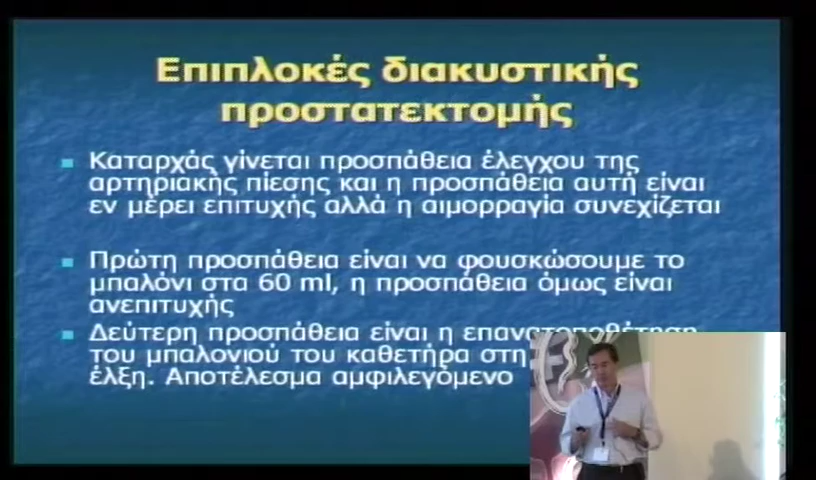 Επιπλοκές διακυστικής
προστατεκτομής
Καταρχάς γίνεται προσπάθεια έλεγχου της
αρτηριακής πίεσης και η προσπάθεια αυτή είναι
εν μέρει επιτυχής αλλά η αιμορραγία συνεχίζεται
Πρώτη προσπάθεια είναι να φουσκώσουμε το
μπαλόνι στα 60 ml, η προσπάθεια όμως είναι
ανεπιτυχής
Δεύτερη προσπάθεια είναι η επανατοποθέτηση
του μπαλονιού του καθετήρα στη
έλξη. Αποτέλεσμα αμφιλεγόμενο